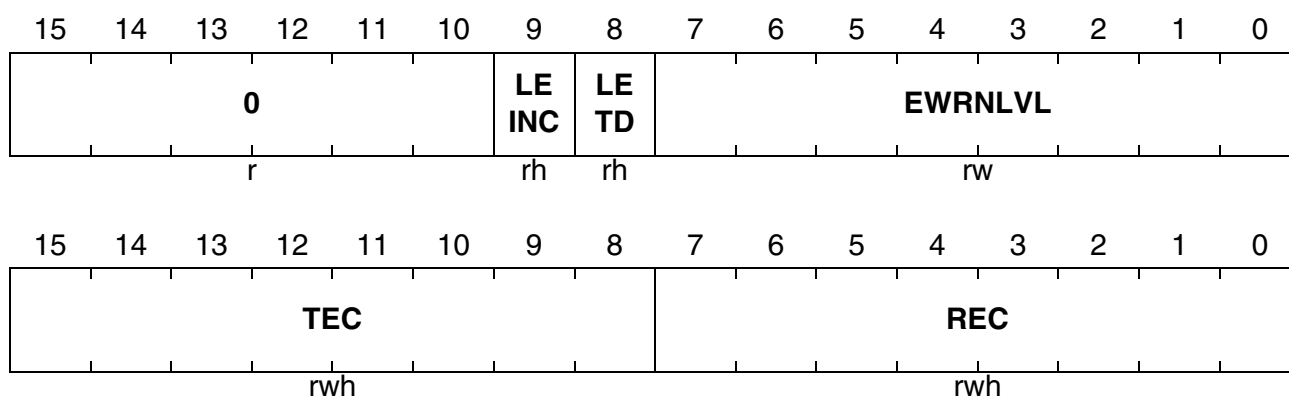 15 14 13 12 11 10 9 8 7 6 5 4 3 2 1 0
0 LE INC LE TD EWRNLVL
r rh rh rw
15 14 13 12 11 10 9 8 7 6 5 4 3 2 1 0
TEC REC
rwh rwh